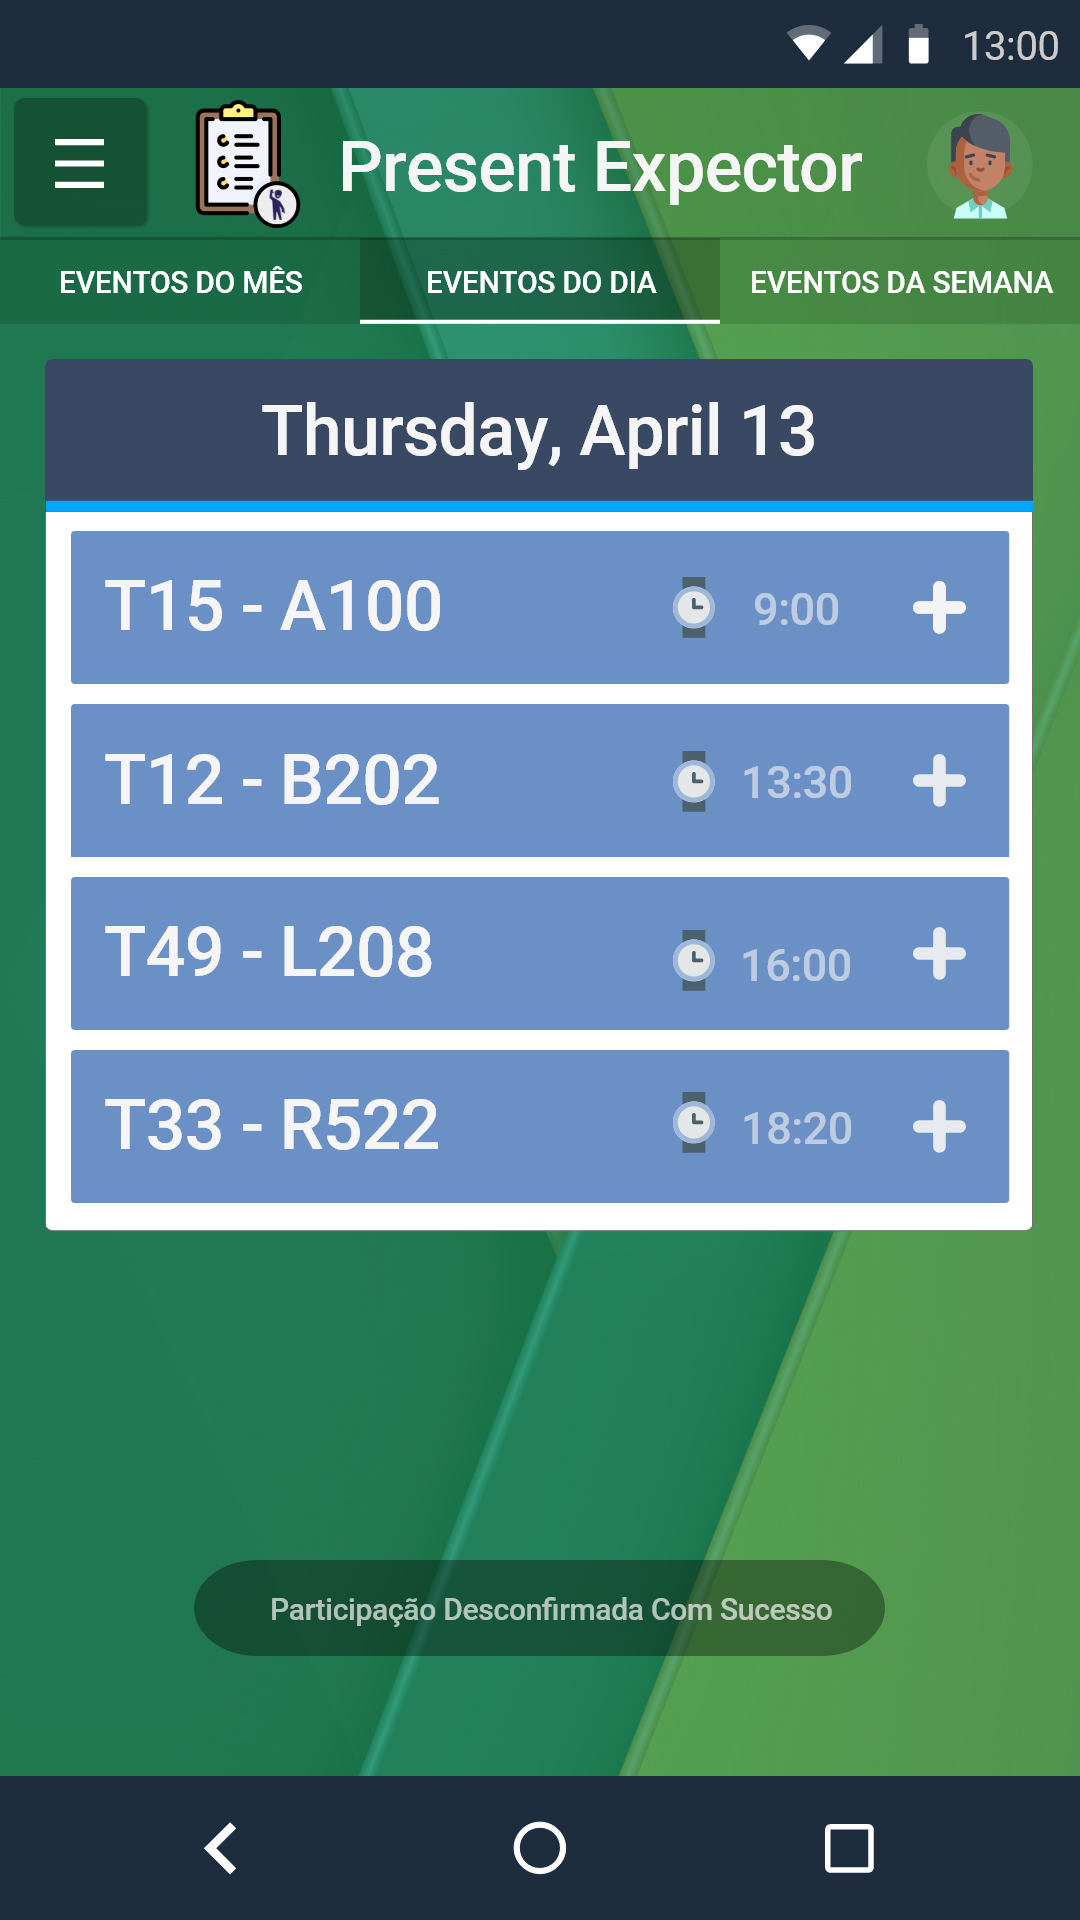 13:00
Present Expector
EVENTOS DO MÊS
EVENTOS DO DIA
EVENTOS DA SEMANA
Thursday, April 13
T15 - A100 9:00
T12 - B202 13:30
T49 - L208 16:00
T33 - R522 18:20
Participação Desconfirmada Com Sucesso